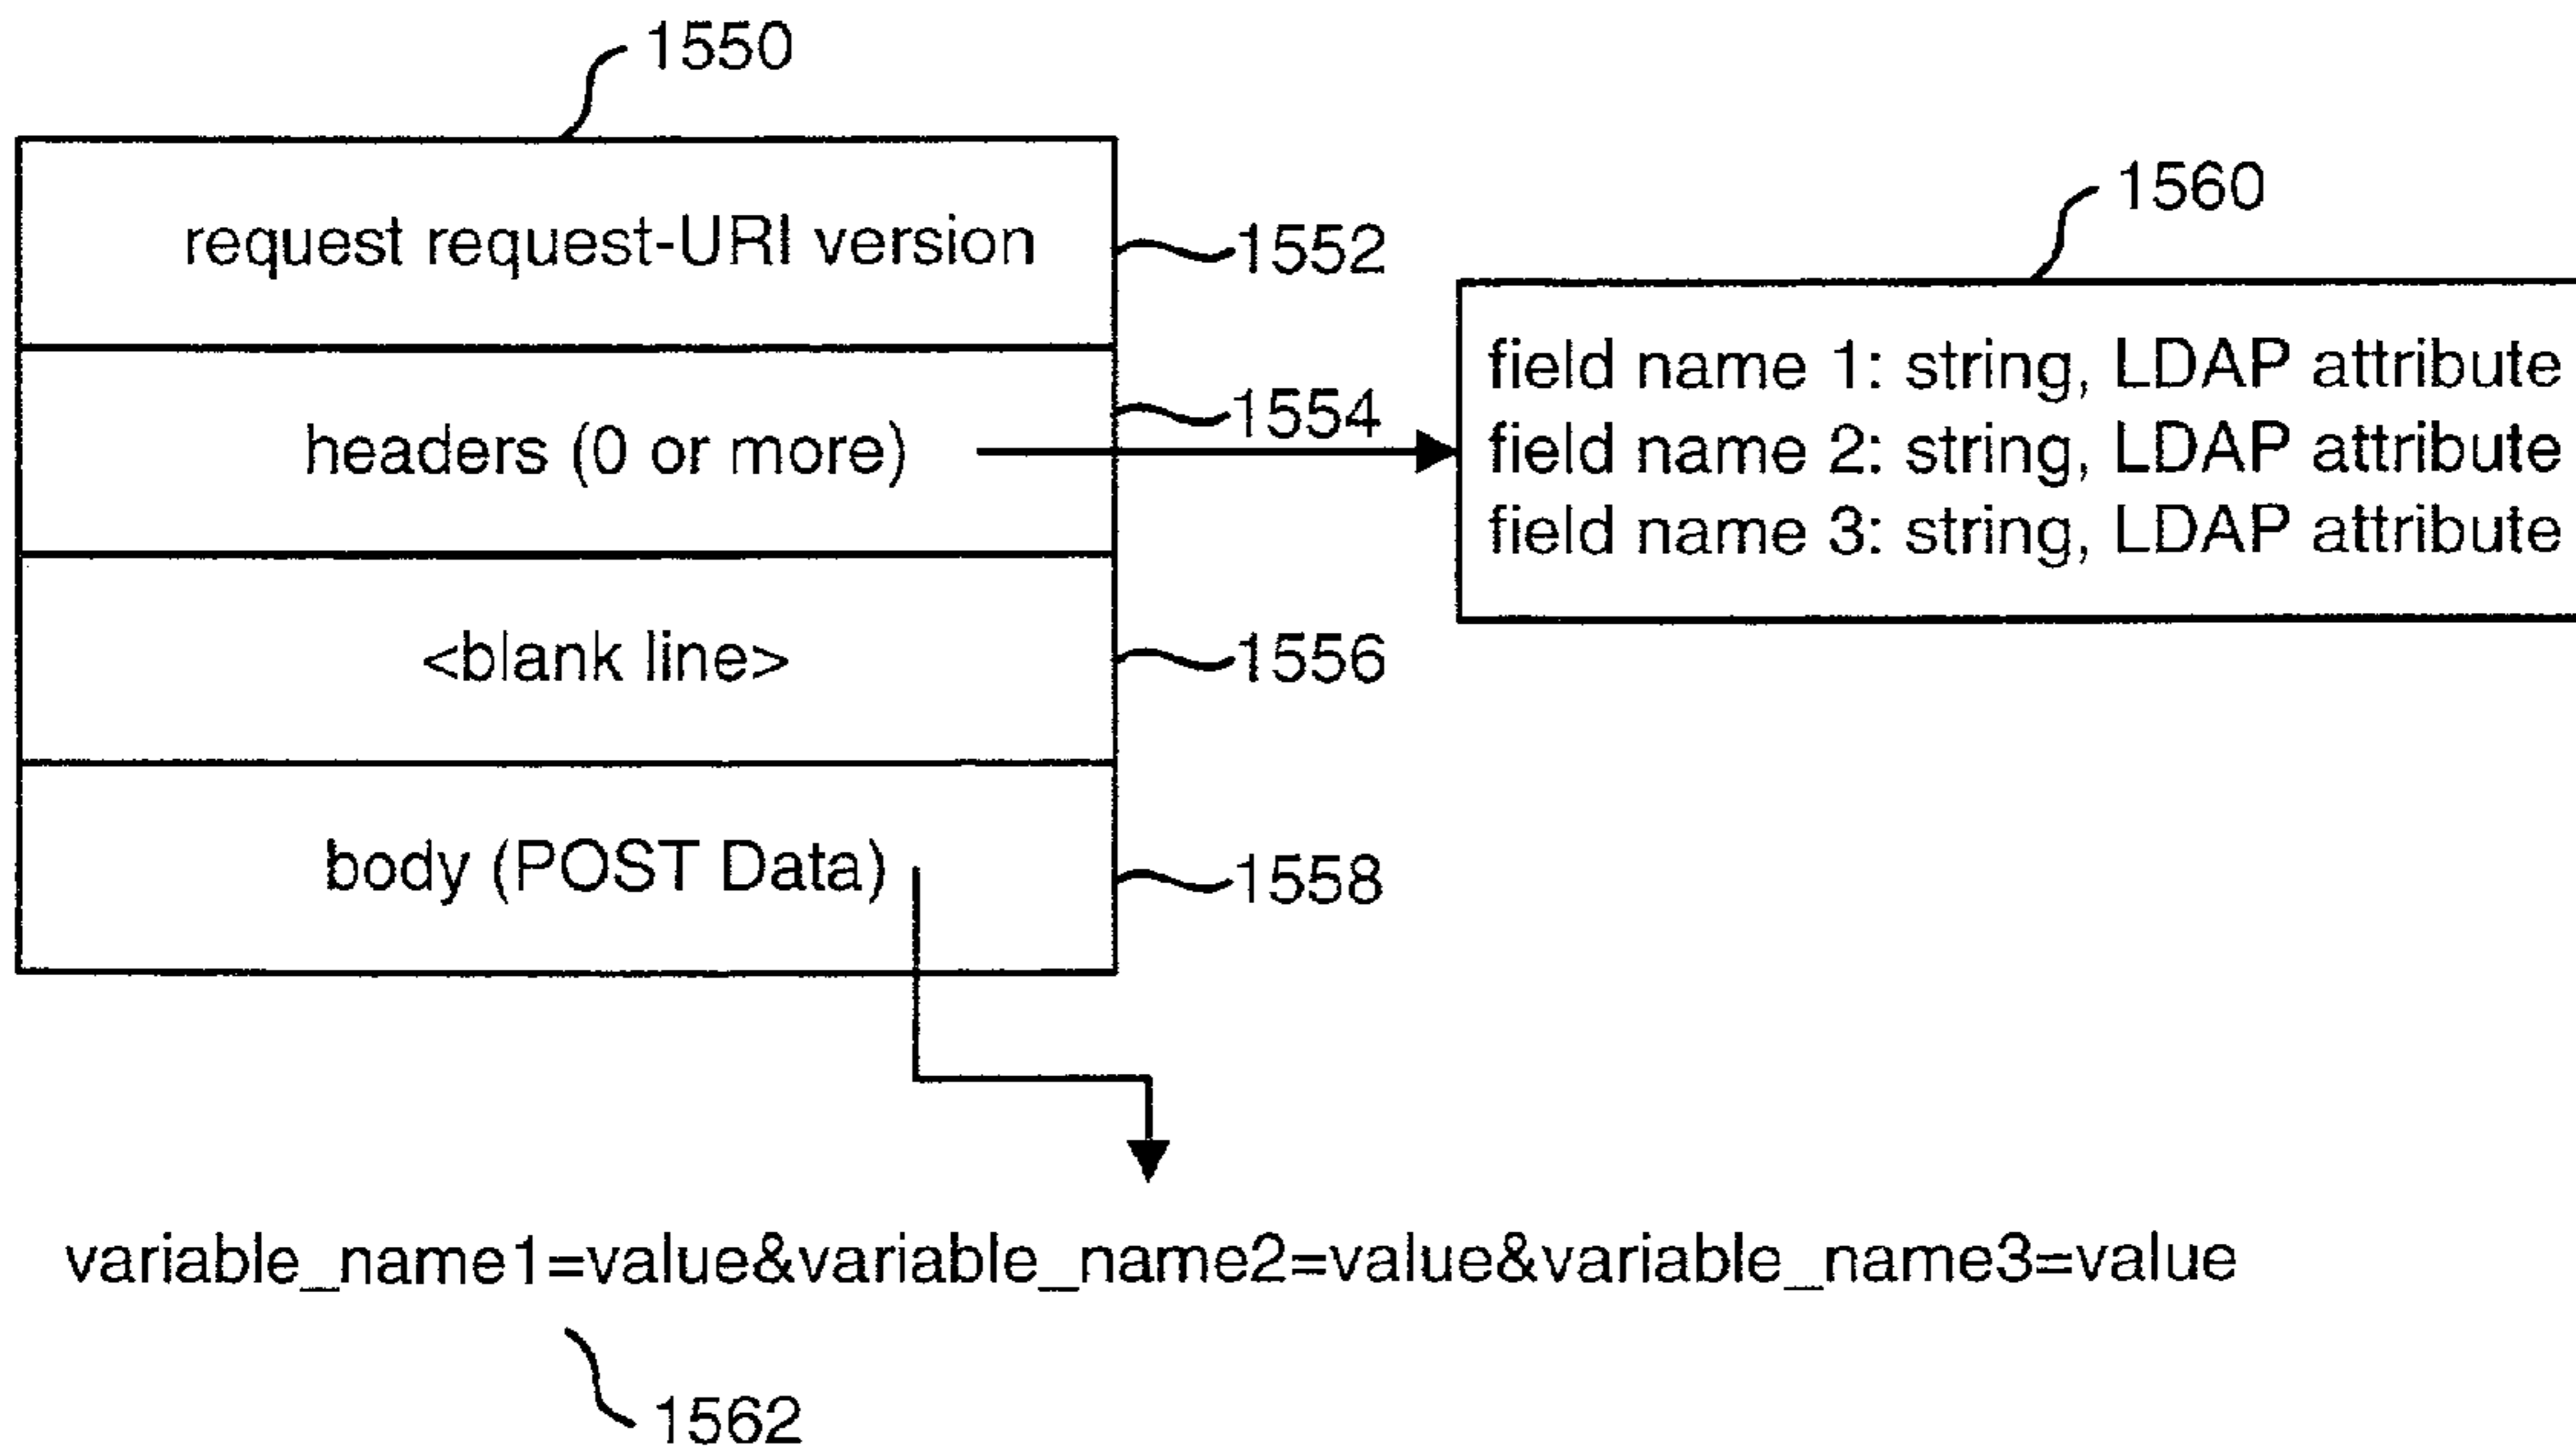 1550
request request-URI version
1552
1560
headers (0 or more)
1554
field name 1: string, LDAP attribute
field name 2: string, LDAP attribute
field name 3: string, LDAP attribute
<blank line>
1556
body (POST Data)
1558
variable_name1=value&variable_name2=value&variable_name3=value
1562